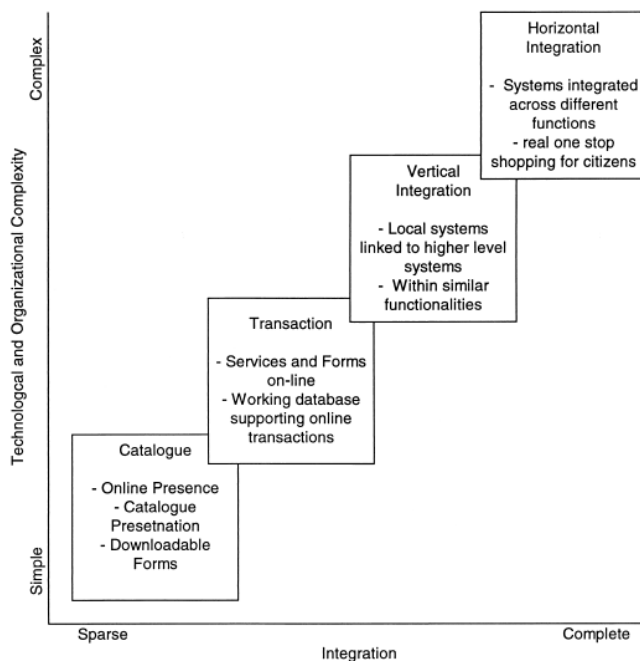 Complex
Technologcal and Organizational Complexity
Simple
Horizontal
Integration
- Systems integrated
across different
functions
- real one stop
shopping for citizens
Vertical
Integration
- Local systems
linked to higher level
systems
- Within similar
functionalities
Transaction
- Services and Forms
on-line
- Working database
supporting online
transactions
Catalogue
- Online Presence
- Catalogue
Presetnation
- Downloadable
Forms
Sparse
Complete
Integration